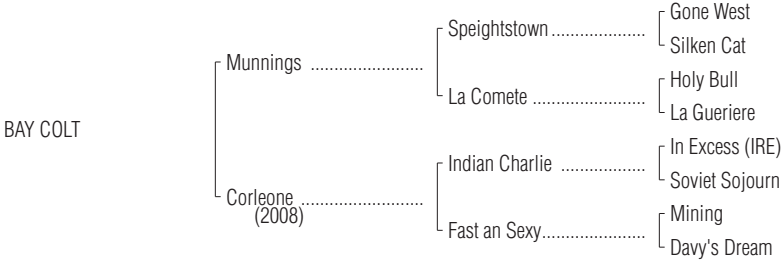 Gone West
Speightstown
Silken Cat
Munnings
Holy Bull
La Comete
La Gueriere
BAY COLT
In Excess (IRE)
Indian Charlie
Soviet Sojourn
Corleone
(2008)
Mining
Fast an Sexy
Davy's Dream